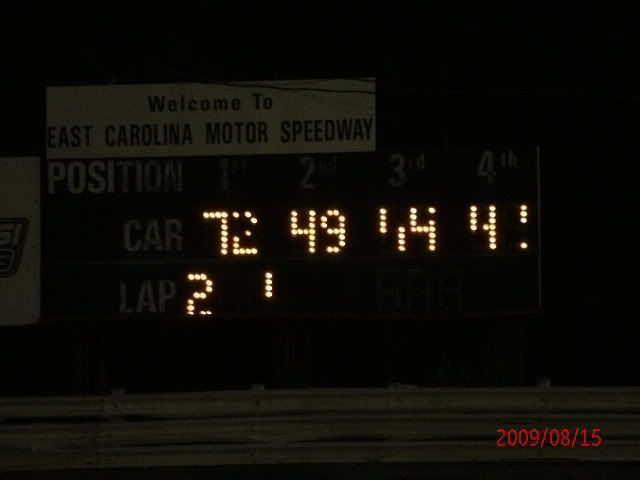 Welcome To
EAST CAROLINA MOTOR SPEEDWAY
POSITION 1st 2nd 3rd 4th
CAR 72 49
LAP 2
2009/08/15